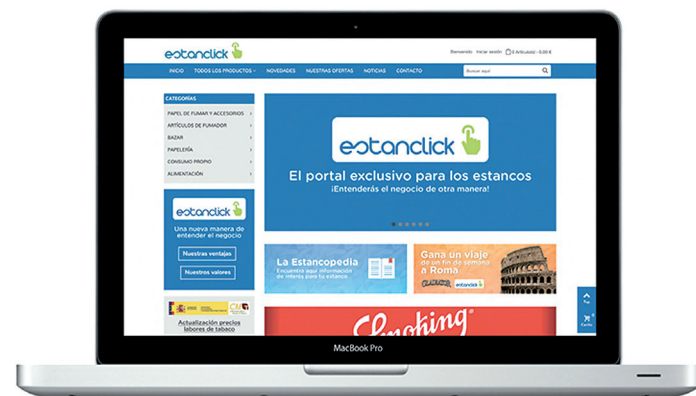 estanclick
Bienvenido Iniciar sesión 0 Artículo(s) - 0,00 €
INICIO TODOS LOS PRODUCTOS NOVEDADES NUESTRAS OFERTAS NOTICIAS CONTACTO
Buscar aquí
CATEGORÍAS
PAPEL DE FUMAR Y ACCESORIOS
ARTÍCULOS DE FUMADOR
BAZAR
PAPELERÍA
CONSUMO PROPIO
ALIMENTACIÓN
estanclick
El portal exclusivo para los estancos
¡Entenderás el negocio de otra manera!
estanclick
Una nueva manera de
entender el negocio
Nuestras ventajas
Nuestros valores
La Estancopedia
Encuentra aquí información
de interés para tu estanco
Gana un viaje
de un fin de semana
a Roma
GLADIATOR estanclick
Actualización precios
labores de tabaco
Smoking
Carrito
MacBook Pro